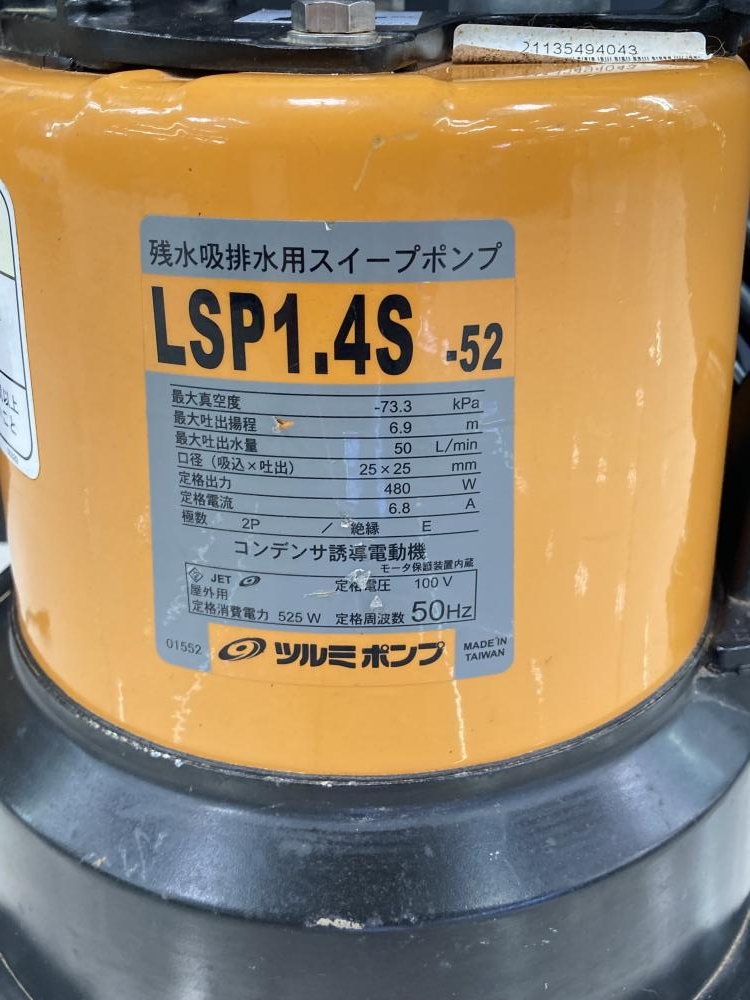 21135494043
残水吸排水用スイープポンプ
LSP1.4S -52
最大真空度 -73.3 kPa
最大吐出揚程 6.9 m
最大吐出水量 50 L/min
口径（吸込×吐出） 25×25 mm
定格出力 480 W
定格電流 6.8 A
極数 2P / 絶縁 E
コンデンサ誘導電動機
モータ保護装置内蔵
JET 定格電圧 100 V
屋外用
定格消費電力 525 W 定格周波数 50Hz
01552 ツルミポンプ MADE IN
TAIWAN
以上
こと